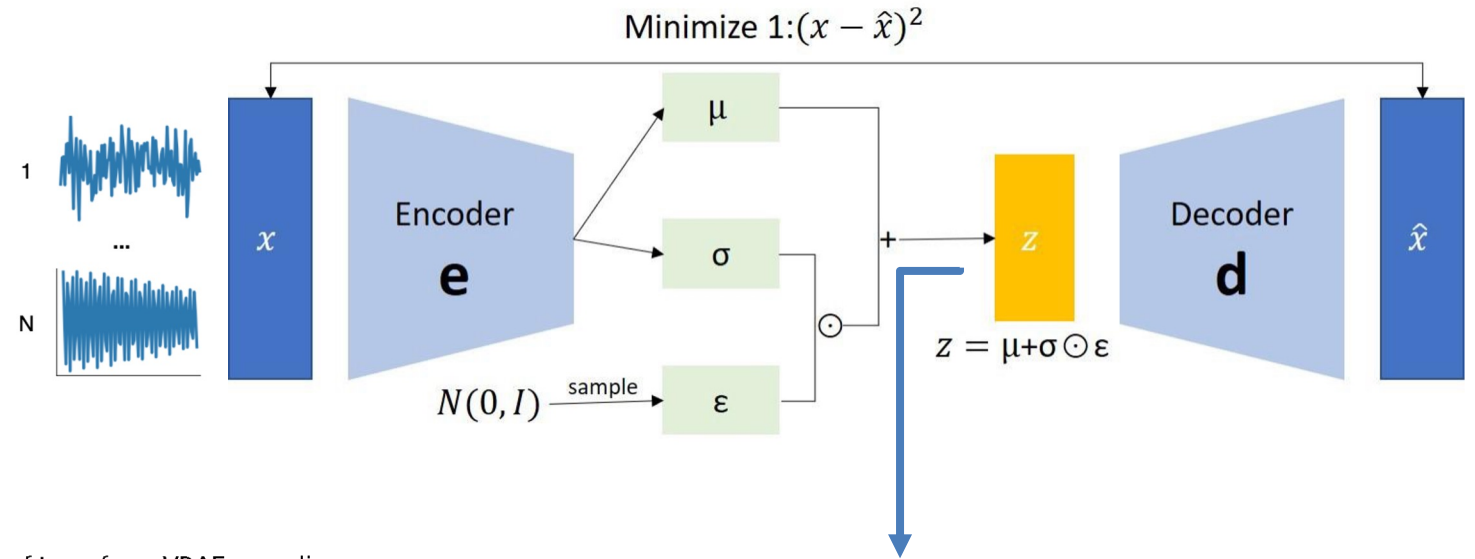 Minimize 1:(x − x̂)²
1
...
N
x
Encoder
e
μ
σ
ε
N(0, I)
sample
+
⊙
z
z = μ+σ⊙ε
Decoder
d
x̂